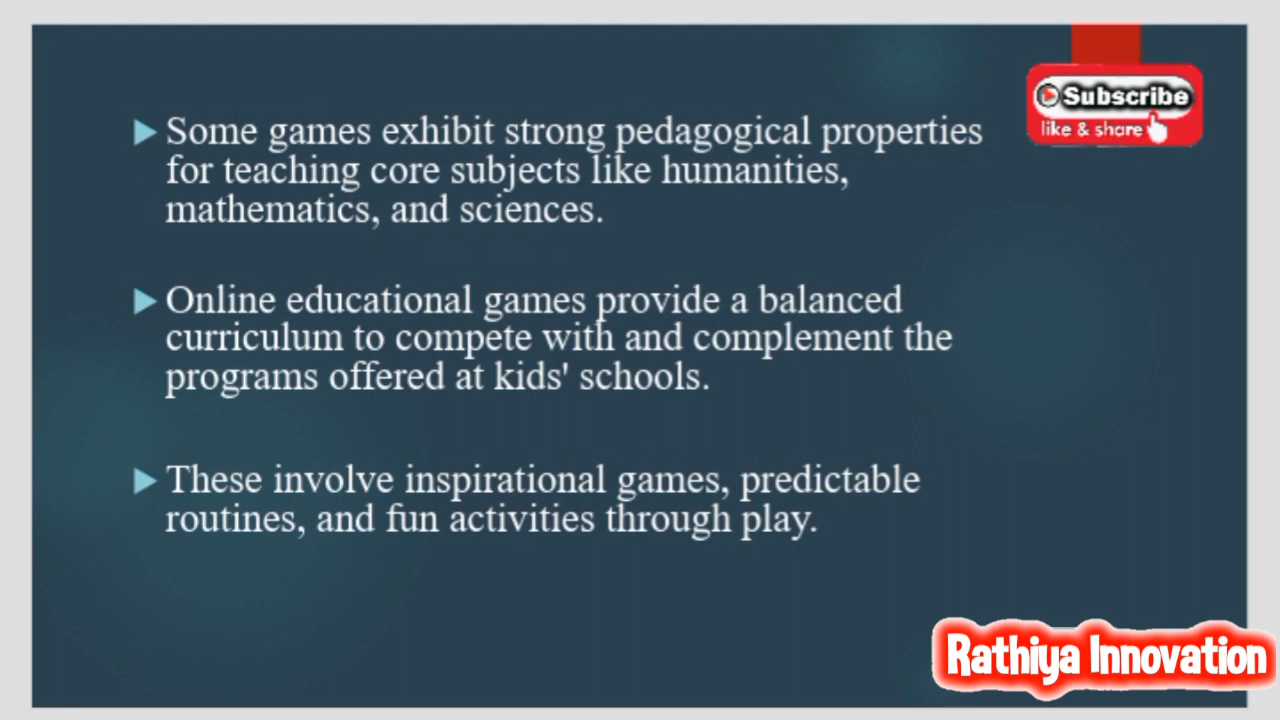 Subscribe
like & share
Some games exhibit strong pedagogical properties
for teaching core subjects like humanities,
mathematics, and sciences.
Online educational games provide a balanced
curriculum to compete with and complement the
programs offered at kids' schools.
These involve inspirational games, predictable
routines, and fun activities through play.
Rathiya Innovation